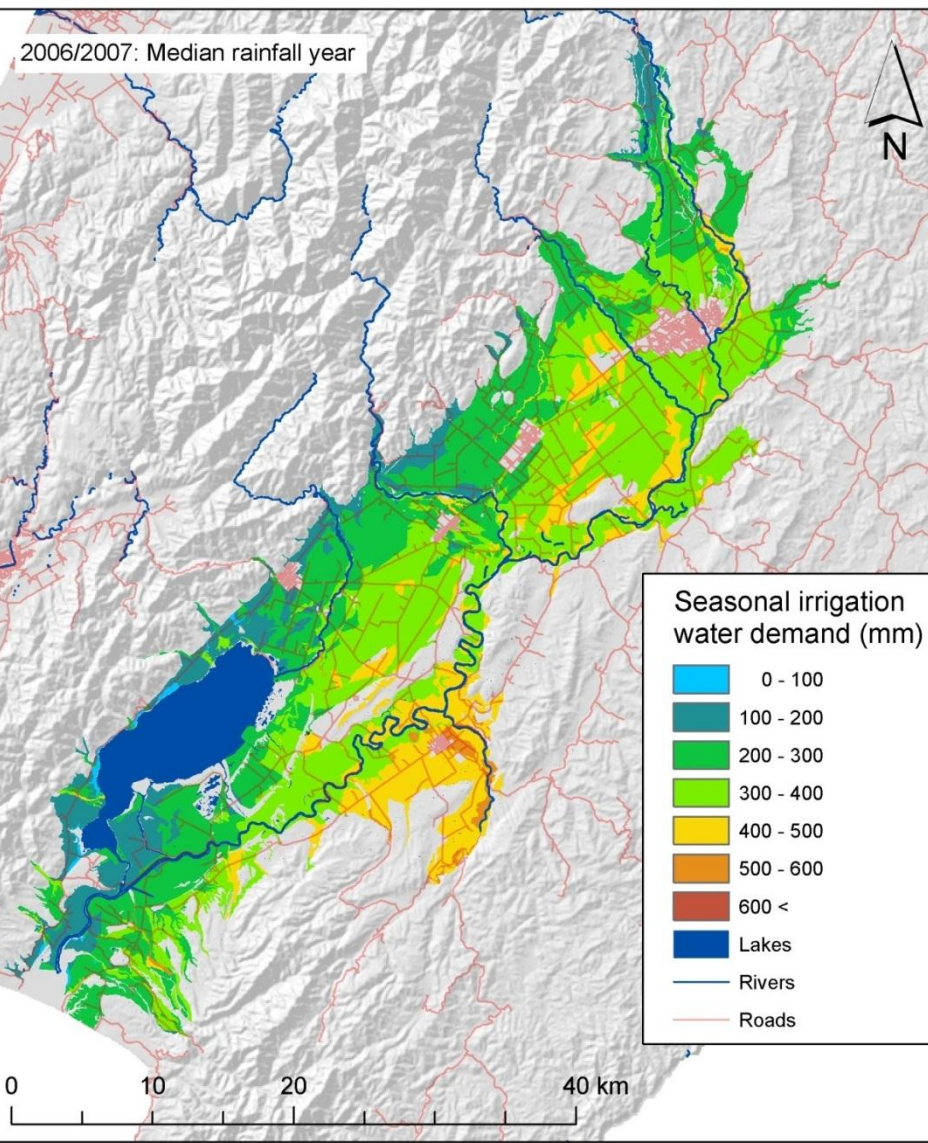 2006/2007: Median rainfall year
N
Seasonal irrigation
water demand (mm)
0 - 100
100 - 200
200 - 300
300 - 400
400 - 500
500 - 600
600 <
Lakes
Rivers
Roads
0 10 20 40 km